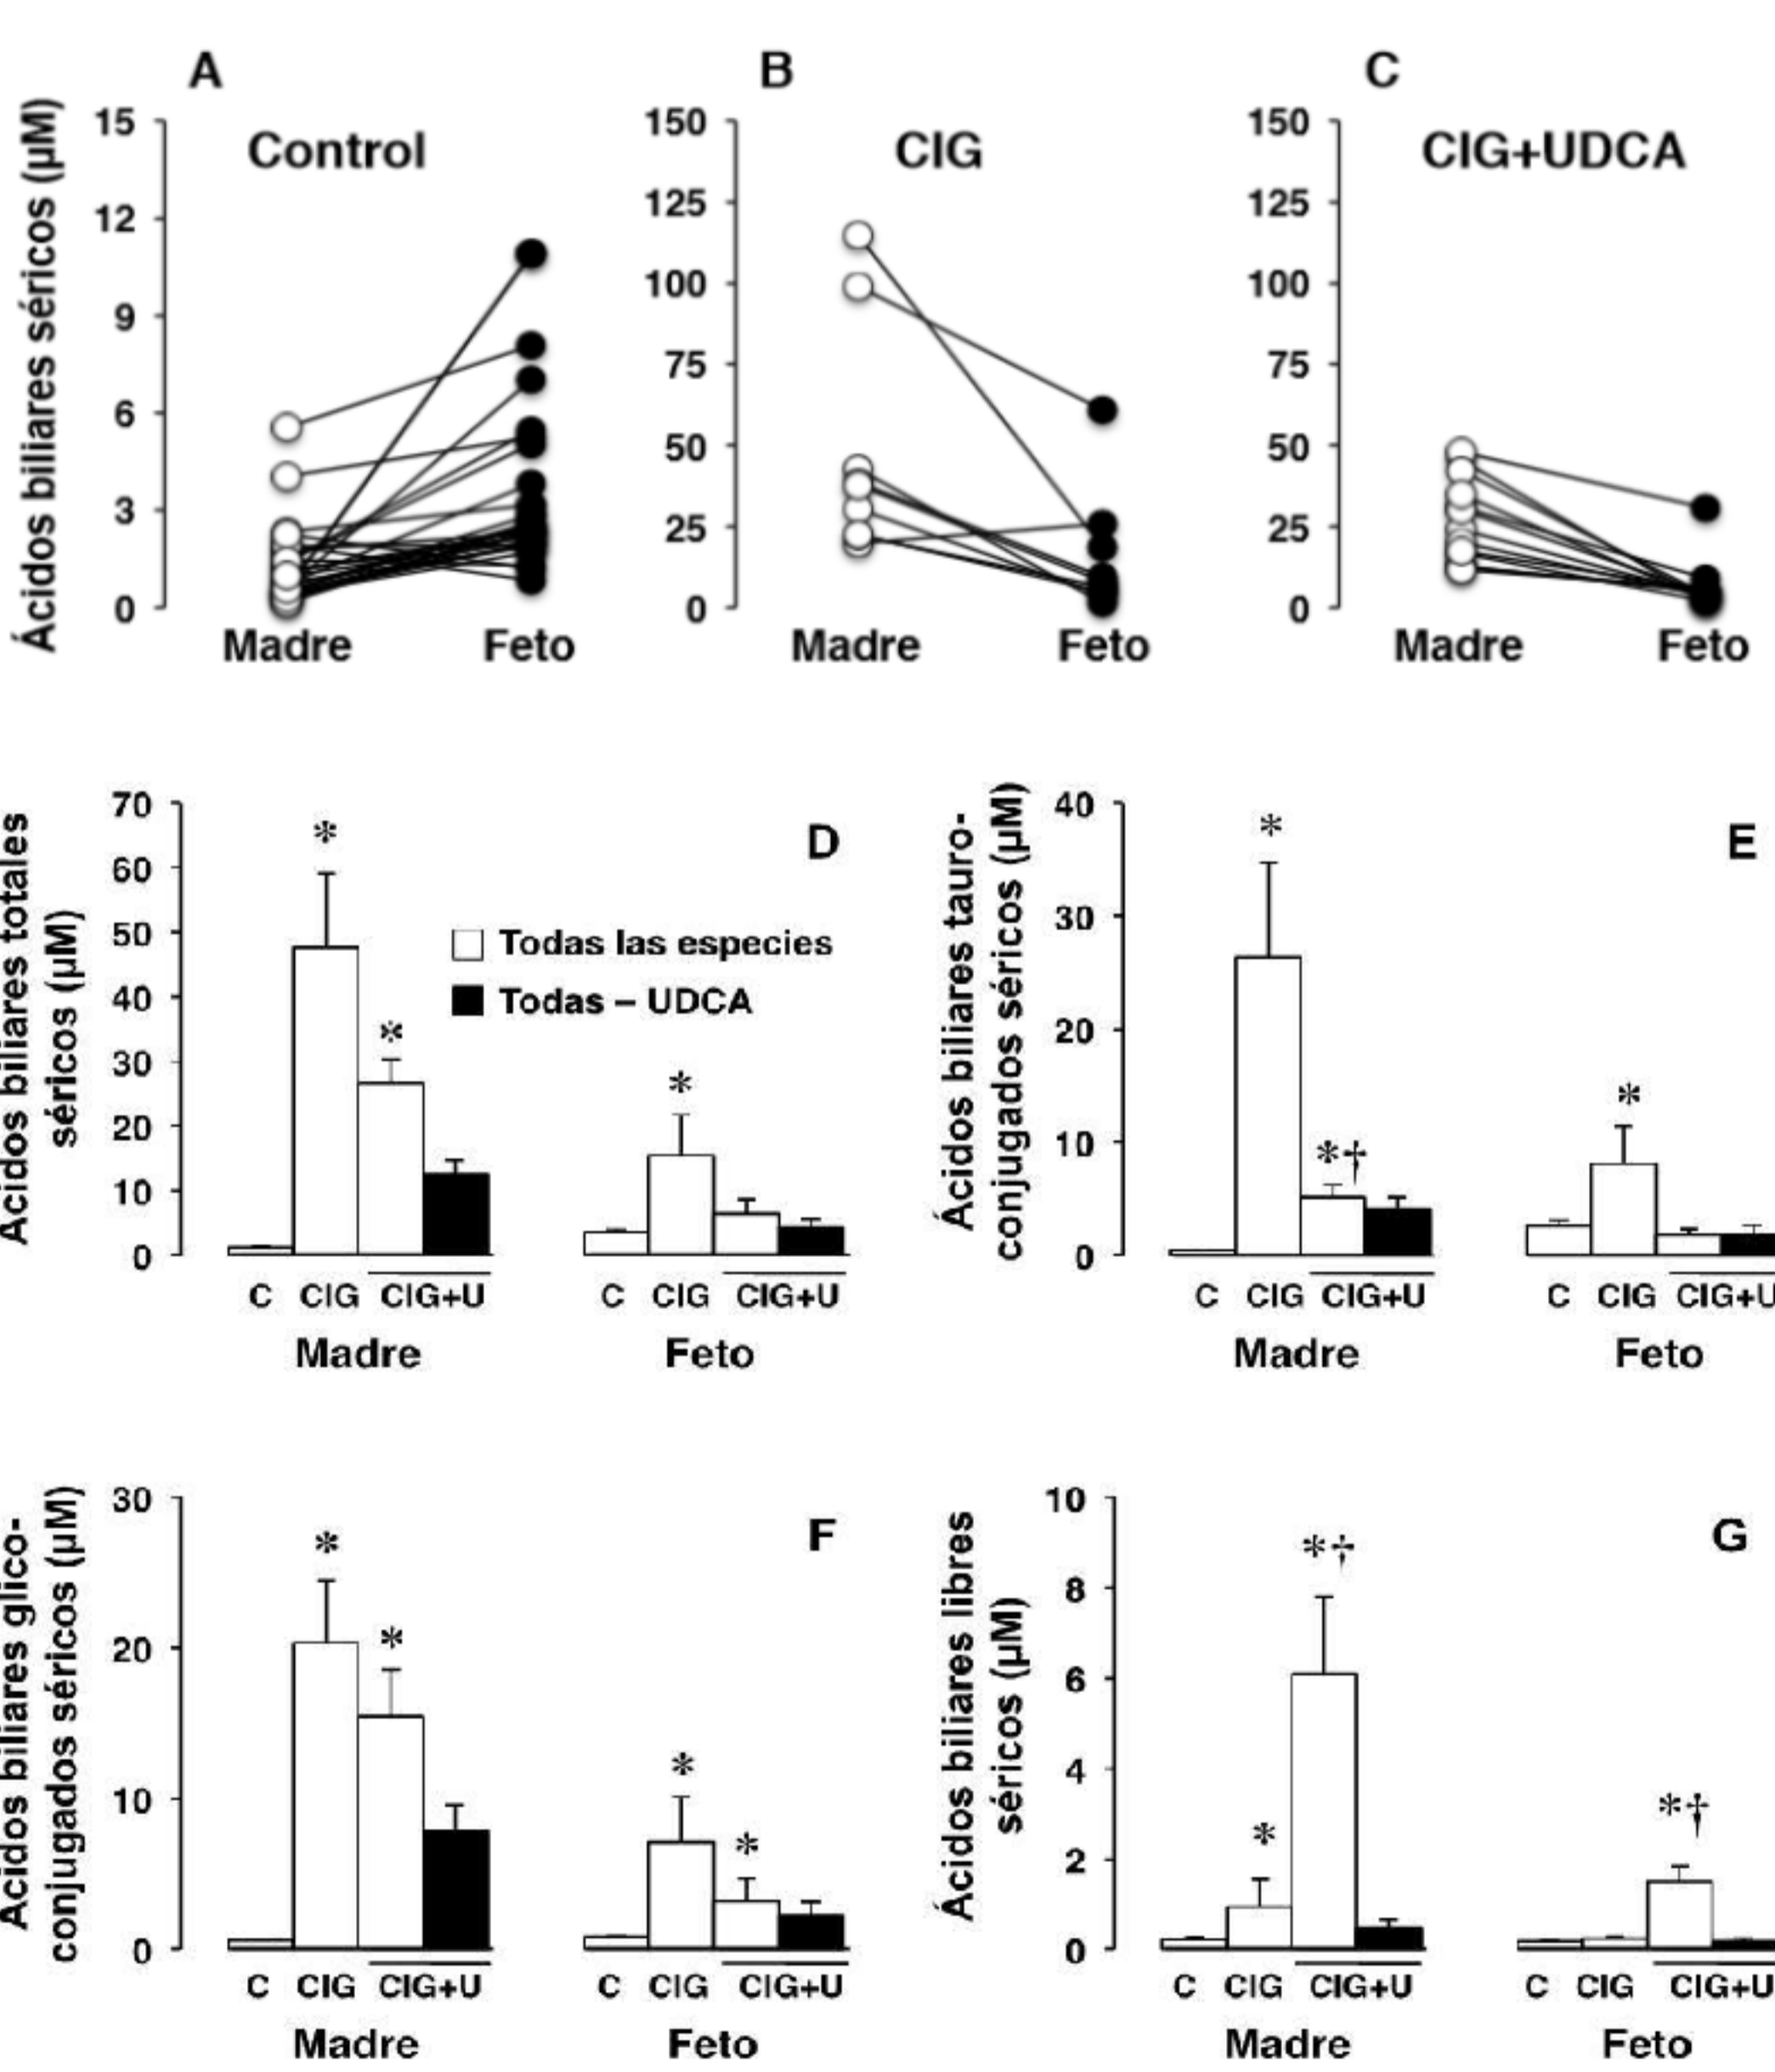 A
B
C
Ácidos biliares séricos (µM)
15
12
9
6
3
0
Control
Madre
Feto
150
125
100
75
50
25
0
CIG
Madre
Feto
150
125
100
75
50
25
0
CIG+UDCA
Madre
Feto
Ácidos biliares totales
séricos (µM)
70
60
50
40
30
20
10
0
*
*
*
D
Todas las especies
Todas – UDCA
C CIG CIG+U
C CIG CIG+U
Madre
Feto
Ácidos biliares tauro-
conjugados séricos (µM)
40
30
20
10
0
*
*†
*
E
C CIG CIG+U
C CIG CIG+U
Madre
Feto
Ácidos biliares glico-
conjugados séricos (µM)
30
20
10
0
*
*
*
*
F
C CIG CIG+U
C CIG CIG+U
Madre
Feto
Ácidos biliares libres
séricos (µM)
10
8
6
4
2
0
*
*†
*†
G
C CIG CIG+U
C CIG CIG+U
Madre
Feto